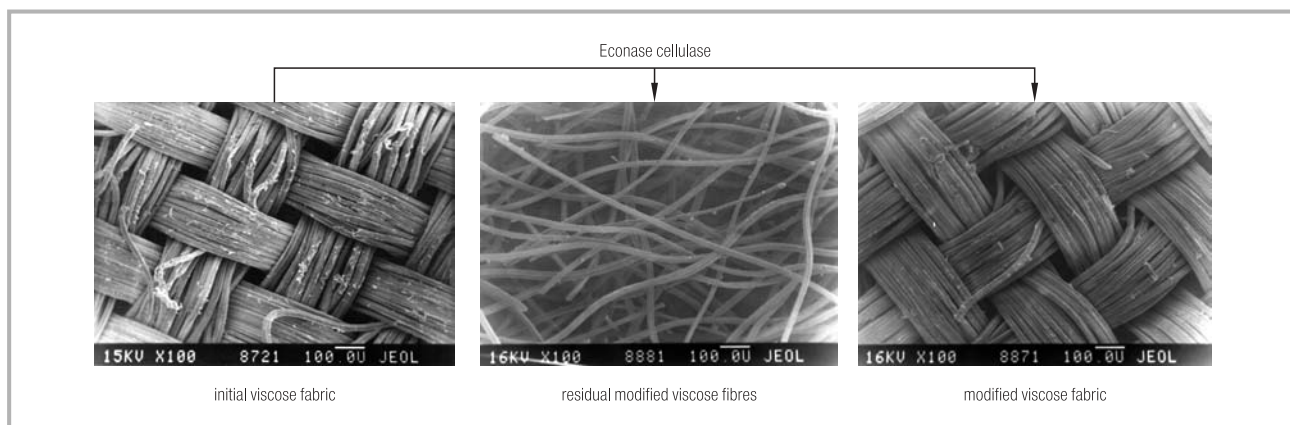 Econase cellulase
15KV X100 8721 100.0U JEOL
16KV X100 8881 100.0U JEOL
16KV X100 8871 100.0U JEOL
initial viscose fabric
residual modified viscose fibres
modified viscose fabric